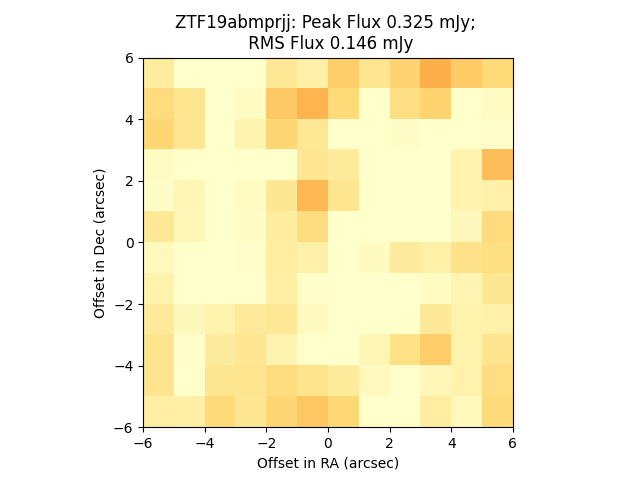 ZTF19abmprjj: Peak Flux 0.325 mJy;
RMS Flux 0.146 mJy
6
4
2
0
−2
−4
−6
Offset in Dec (arcsec)
−6 −4 −2 0 2 4 6
Offset in RA (arcsec)